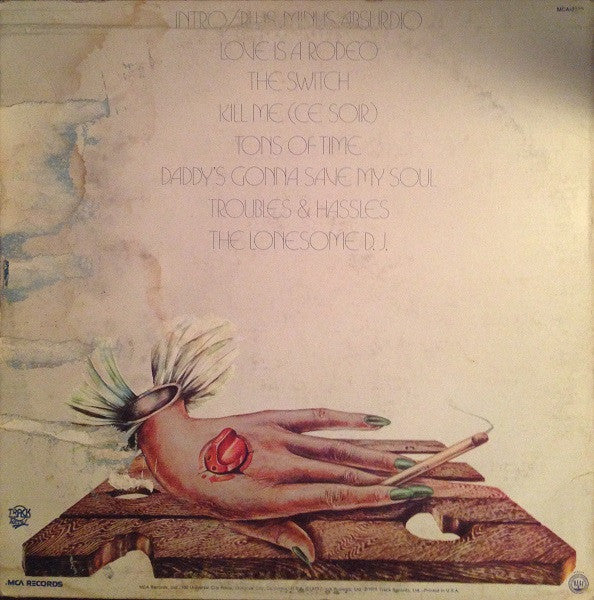 INTRO/PLUS MINUS ABSURDIO
LOVE IS A RODEO
THE SWITCH
KILL ME (CE SOIR)
TONS OF TIME
DADDY'S GONNA SAVE MY SOUL
TROUBLES & HASSLES
THE LONESOME D. J.
TRACK
MCA RECORDS